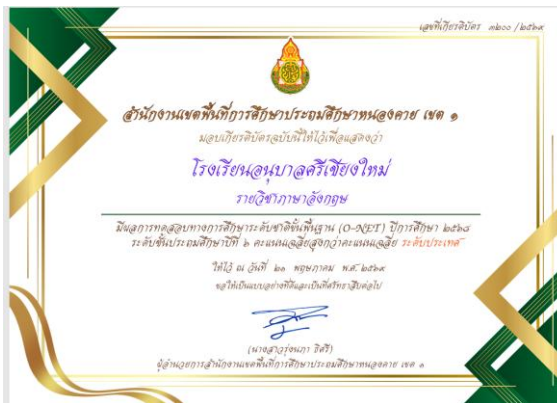 เลขที่เกียรติบัตร ๓๒๐๐ /๒๕๖๙
สำนักงานเขตพื้นที่การศึกษาประถมศึกษาหนองคาย เขต ๑
มอบเกียรติบัตรฉบับนี้ให้ไว้เพื่อแสดงว่า
โรงเรียนอนุบาลศรีเชียงใหม่
รายวิชาภาษาอังกฤษ
มีผลการทดสอบทางการศึกษาระดับชาติขั้นพื้นฐาน (O-NET) ปีการศึกษา ๒๕๖๘
ระดับชั้นประถมศึกษาปีที่ ๖ คะแนนเฉลี่ยสูงกว่าคะแนนเฉลี่ย ระดับประเทศ
ให้ไว้ ณ วันที่ ๒๑ พฤษภาคม พ.ศ. ๒๕๖๙
ขอให้เป็นแบบอย่างที่ดีและเป็นที่ศรัทธาสืบต่อไป
(นางสาวรุ่งนภา ธิศรี)
ผู้อำนวยการสำนักงานเขตพื้นที่การศึกษาประถมศึกษาหนองคาย เขต ๑